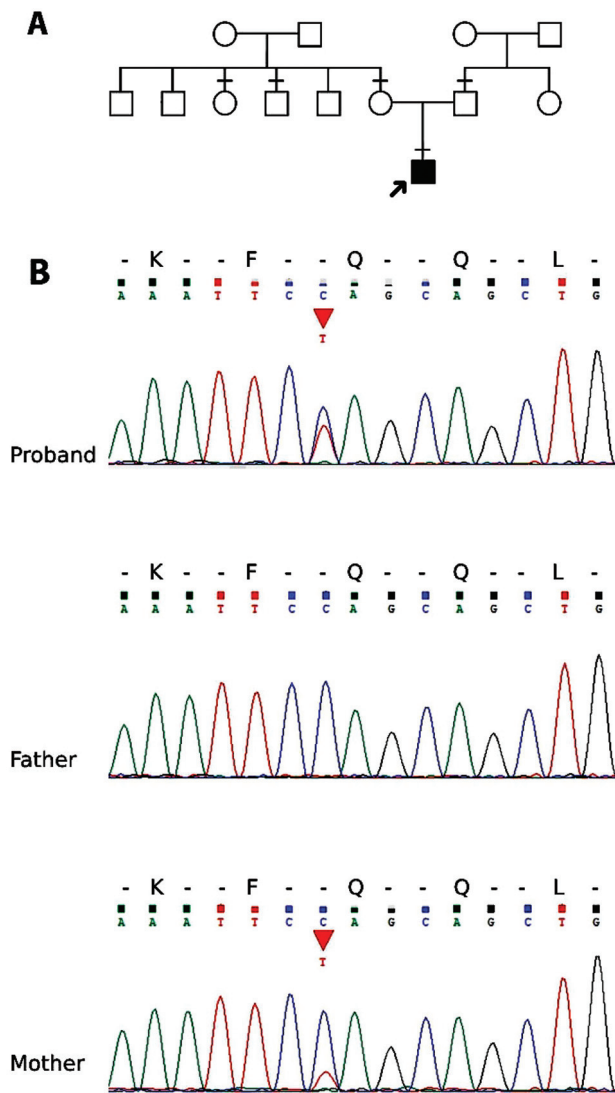 A
B
- K - - F - - Q - - Q - - L -
A A A T T C C A G C A G C T G
T
Proband
- K - - F - - Q - - Q - - L -
A A A T T C C A G C A G C T G
Father
- K - - F - - Q - - Q - - L -
A A A T T C C A G C A G C T G
T
Mother